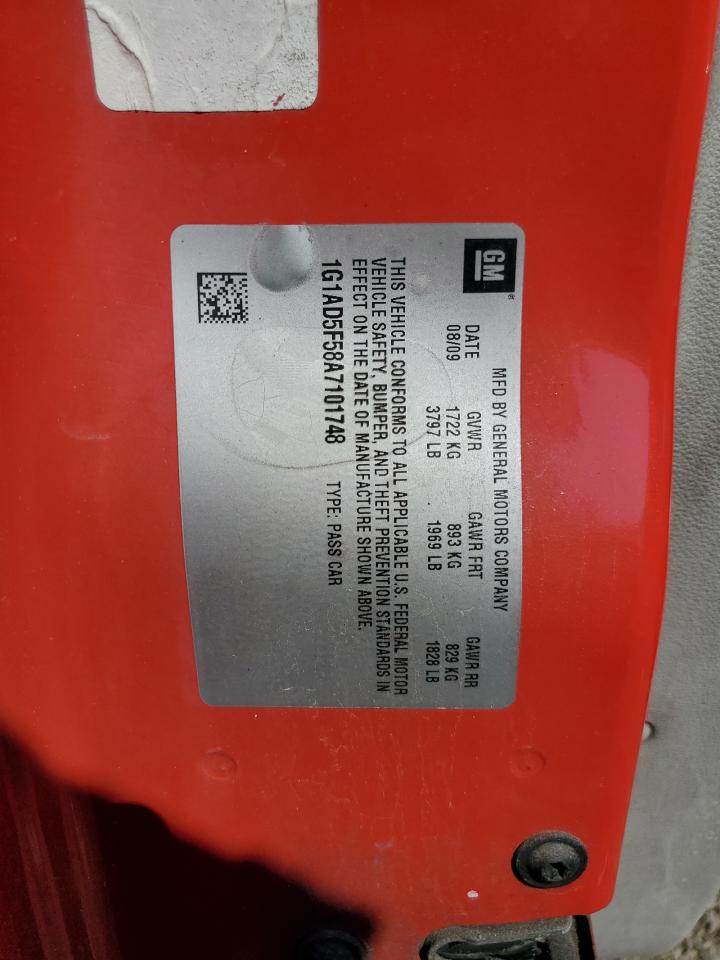 GM
MFD BY GENERAL MOTORS COMPANY
DATE GVWR GAWR FRT GAWR RR
08/09 1722 KG 893 KG 829 KG
3797 LB 1969 LB 1828 LB
THIS VEHICLE CONFORMS TO ALL APPLICABLE U.S. FEDERAL MOTOR
VEHICLE SAFETY, BUMPER, AND THEFT PREVENTION STANDARDS IN
EFFECT ON THE DATE OF MANUFACTURE SHOWN ABOVE.
1G1AD5F58A7101748 TYPE: PASS CAR